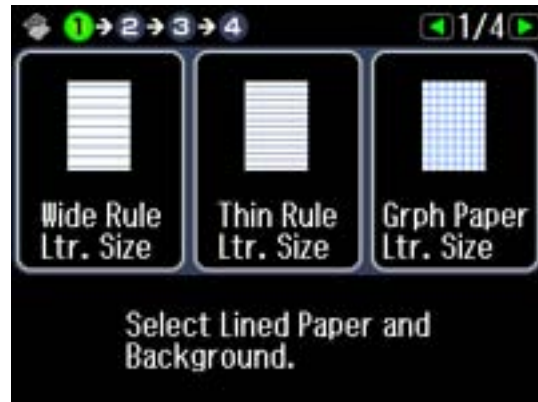 1 2 3 4
1/4
Wide Rule
Ltr. Size
Thin Rule
Ltr. Size
Grph Paper
Ltr. Size
Select Lined Paper and
Background.